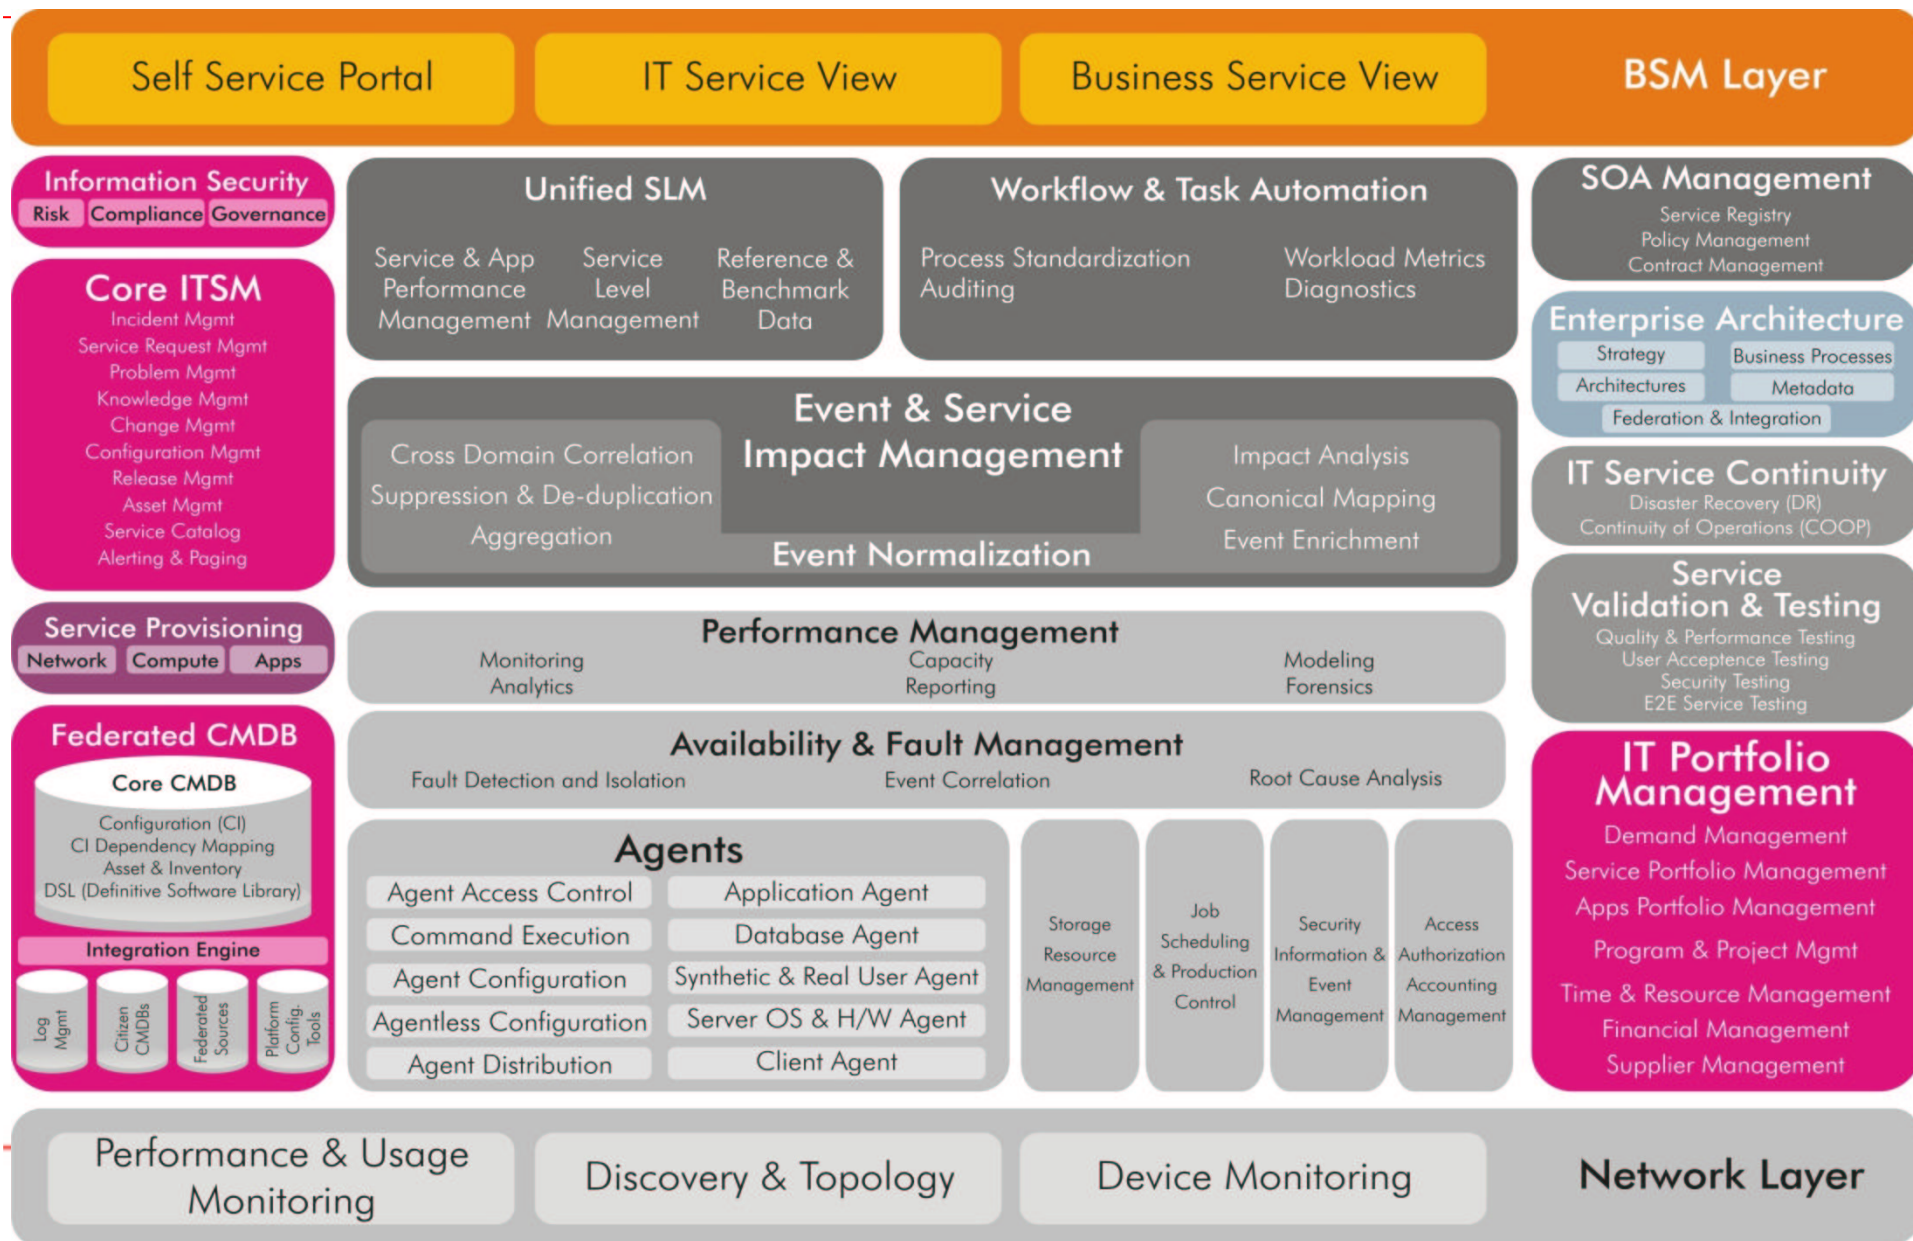 Self Service Portal
IT Service View
Business Service View
BSM Layer
Information Security
Risk
Compliance
Governance
Core ITSM
Incident Mgmt
Service Request Mgmt
Problem Mgmt
Knowledge Mgmt
Change Mgmt
Configuration Mgmt
Release Mgmt
Asset Mgmt
Service Catalog
Alerting & Paging
Service Provisioning
Network
Compute
Apps
Federated CMDB
Core CMDB
Configuration (CI)
CI Dependency Mapping
Asset & Inventory
DSL (Definitive Software Library)
Integration Engine
Log
Mgmt
Citizen
CMDBs
Federated
Sources
Platform
Config.
Tools
Unified SLM
Service & App
Performance
Management
Service
Level
Management
Reference &
Benchmark
Data
Workflow & Task Automation
Process Standardization
Auditing
Workload Metrics
Diagnostics
Event & Service
Impact Management
Cross Domain Correlation
Suppression & De-duplication
Aggregation
Event Normalization
Impact Analysis
Canonical Mapping
Event Enrichment
Performance Management
Monitoring
Analytics
Capacity
Reporting
Modeling
Forensics
Availability & Fault Management
Fault Detection and Isolation
Event Correlation
Root Cause Analysis
Agents
Agent Access Control
Command Execution
Agent Configuration
Agentless Configuration
Agent Distribution
Application Agent
Database Agent
Synthetic & Real User Agent
Server OS & H/W Agent
Client Agent
Storage
Resource
Management
Job
Scheduling
& Production
Control
Security
Information &
Event
Management
Access
Authorization
Accounting
Management
SOA Management
Service Registry
Policy Management
Contract Management
Enterprise Architecture
Strategy
Business Processes
Architectures
Metadata
Federation & Integration
IT Service Continuity
Disaster Recovery (DR)
Continuity of Operations (COOP)
Service
Validation & Testing
Quality & Performance Testing
User Acceptence Testing
Security Testing
E2E Service Testing
IT Portfolio
Management
Demand Management
Service Portfolio Management
Apps Portfolio Management
Program & Project Mgmt
Time & Resource Management
Financial Management
Supplier Management
Performance & Usage
Monitoring
Discovery & Topology
Device Monitoring
Network Layer